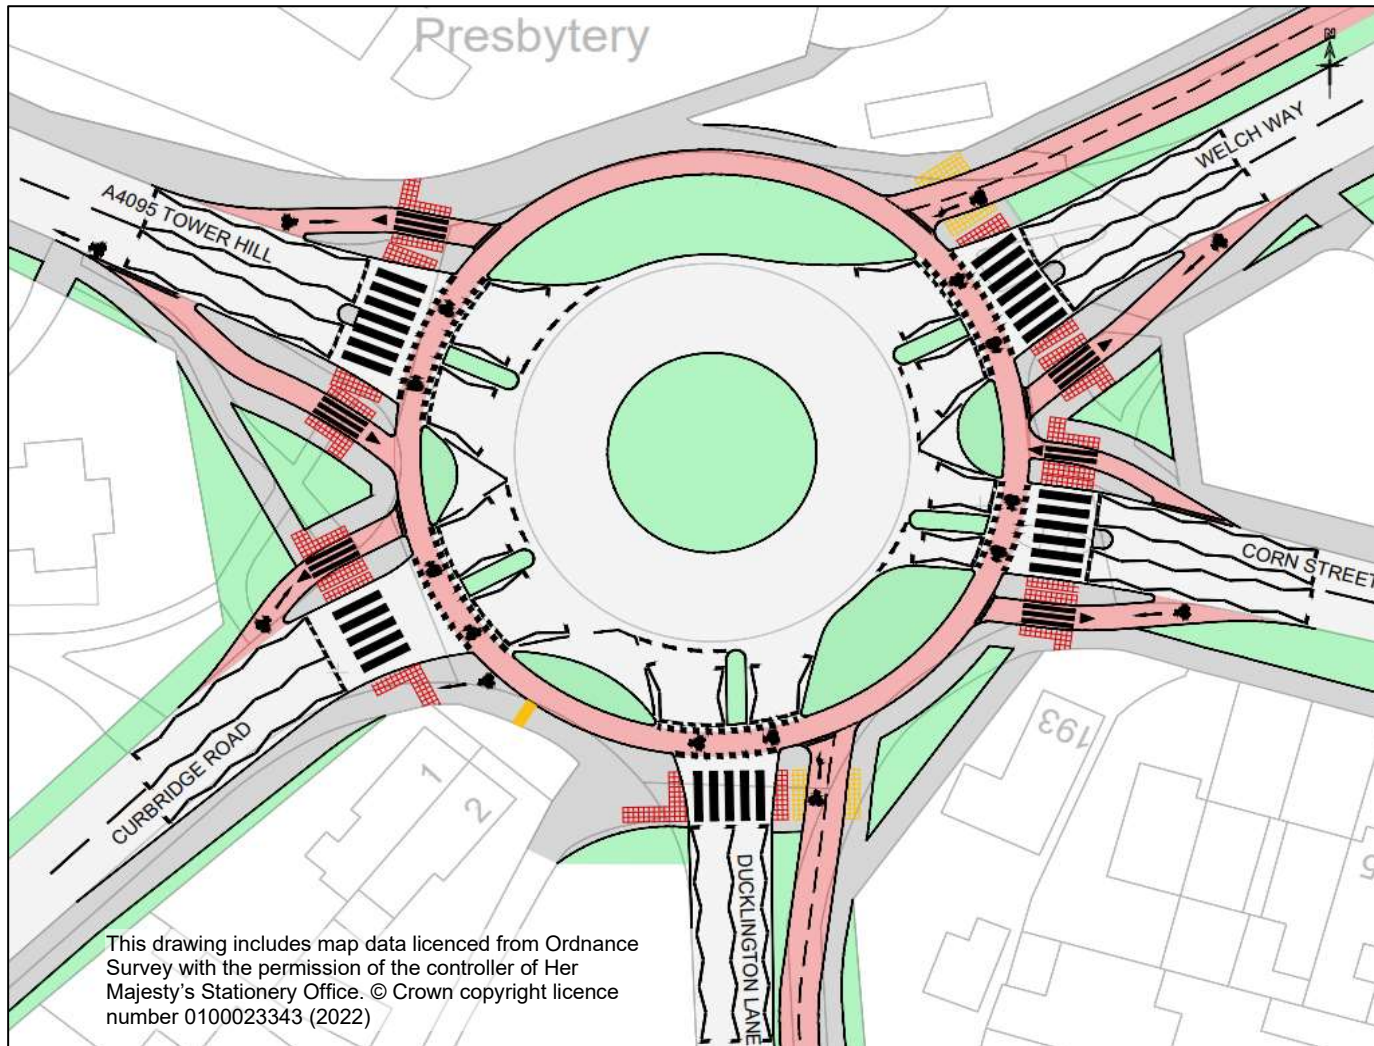 Presbytery
N
WELCH WAY
A4095 TOWER HILL
CORN STREET
193
CURBRIDGE ROAD
1
2
5
DUCKLINGTON LANE
This drawing includes map data licenced from Ordnance
Survey with the permission of the controller of Her
Majesty's Stationery Office. © Crown copyright licence
number 0100023343 (2022)